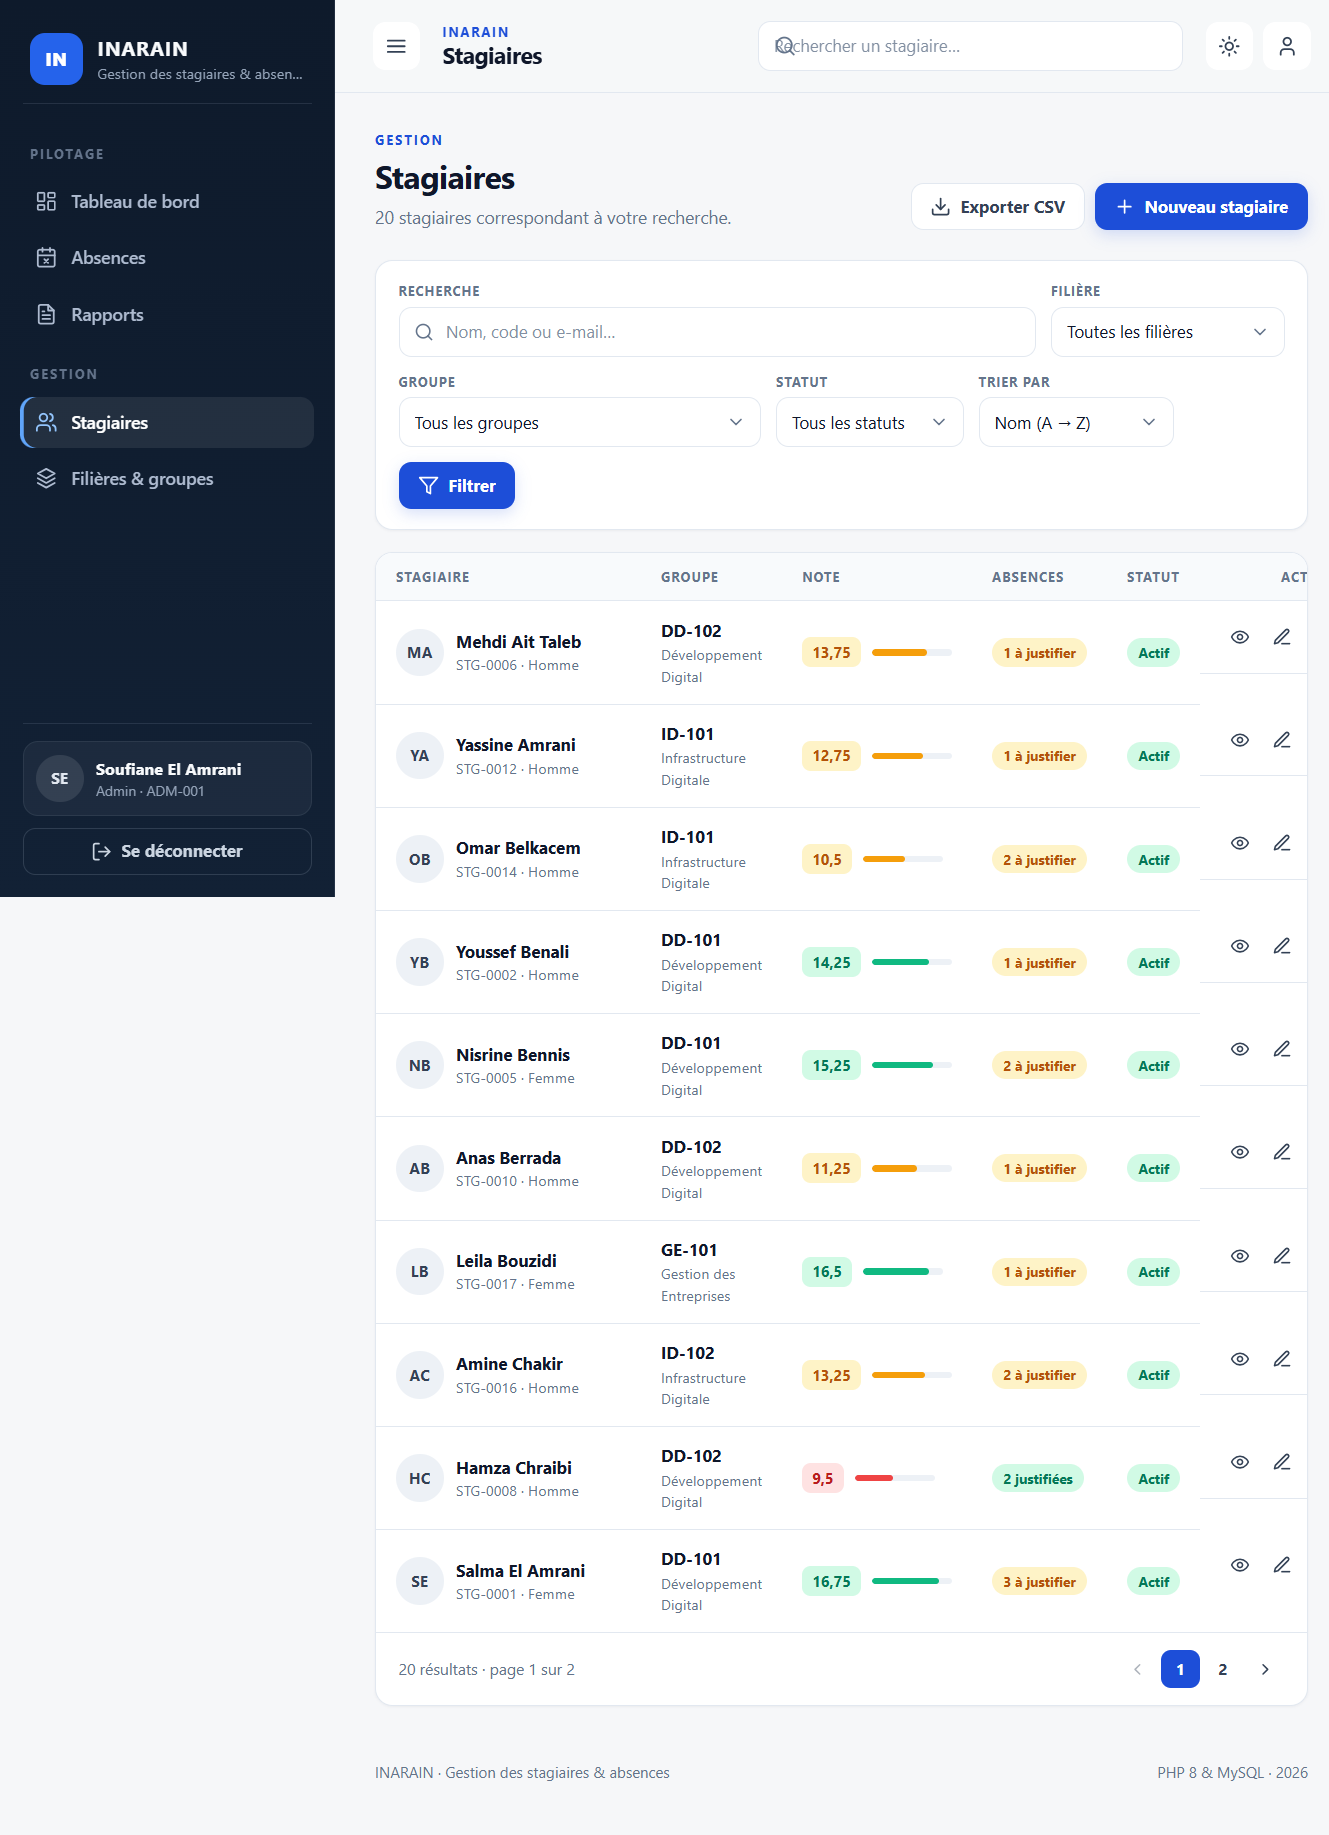 IN
INARAIN
Gestion des stagiaires & absen...
PILOTAGE
Tableau de bord
Absences
Rapports
GESTION
Stagiaires
Filières & groupes
SE
Soufiane El Amrani
Admin · ADM-001
Se déconnecter
INARAIN
Stagiaires
Rechercher un stagiaire...
GESTION
Stagiaires
20 stagiaires correspondant à votre recherche.
Exporter CSV
Nouveau stagiaire
RECHERCHE
Nom, code ou e-mail...
FILIÈRE
Toutes les filières
GROUPE
Tous les groupes
STATUT
Tous les statuts
TRIER PAR
Nom (A → Z)
Filtrer
STAGIAIRE GROUPE NOTE ABSENCES STATUT ACT
MA
Mehdi Ait Taleb
STG-0006 · Homme
DD-102
Développement
Digital
13,75
1 à justifier
Actif
YA
Yassine Amrani
STG-0012 · Homme
ID-101
Infrastructure
Digitale
12,75
1 à justifier
Actif
OB
Omar Belkacem
STG-0014 · Homme
ID-101
Infrastructure
Digitale
10,5
2 à justifier
Actif
YB
Youssef Benali
STG-0002 · Homme
DD-101
Développement
Digital
14,25
1 à justifier
Actif
NB
Nisrine Bennis
STG-0005 · Femme
DD-101
Développement
Digital
15,25
2 à justifier
Actif
AB
Anas Berrada
STG-0010 · Homme
DD-102
Développement
Digital
11,25
1 à justifier
Actif
LB
Leila Bouzidi
STG-0017 · Femme
GE-101
Gestion des
Entreprises
16,5
1 à justifier
Actif
AC
Amine Chakir
STG-0016 · Homme
ID-102
Infrastructure
Digitale
13,25
2 à justifier
Actif
HC
Hamza Chraibi
STG-0008 · Homme
DD-102
Développement
Digital
9,5
2 justifiées
Actif
SE
Salma El Amrani
STG-0001 · Femme
DD-101
Développement
Digital
16,75
3 à justifier
Actif
20 résultats · page 1 sur 2
1
2
INARAIN · Gestion des stagiaires & absences
PHP 8 & MySQL · 2026